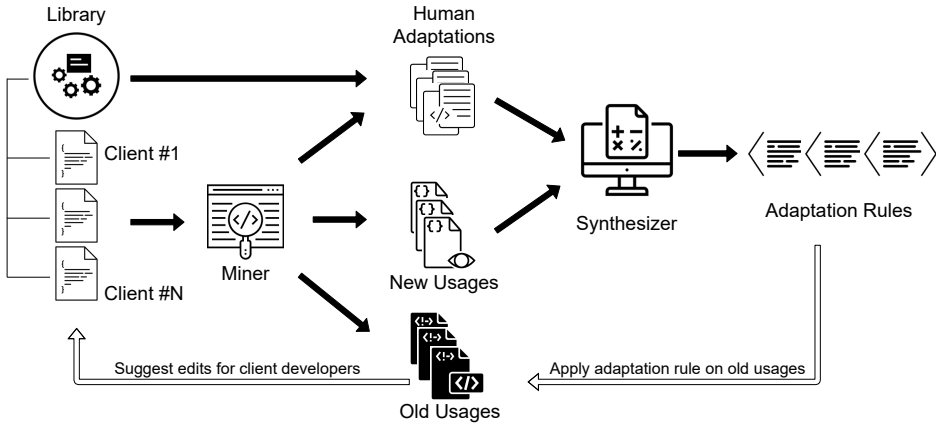 Library
Human
Adaptations
Client #1
Miner
Client #N
New Usages
Old Usages
Synthesizer
Adaptation Rules
Suggest edits for client developers
Apply adaptation rule on old usages